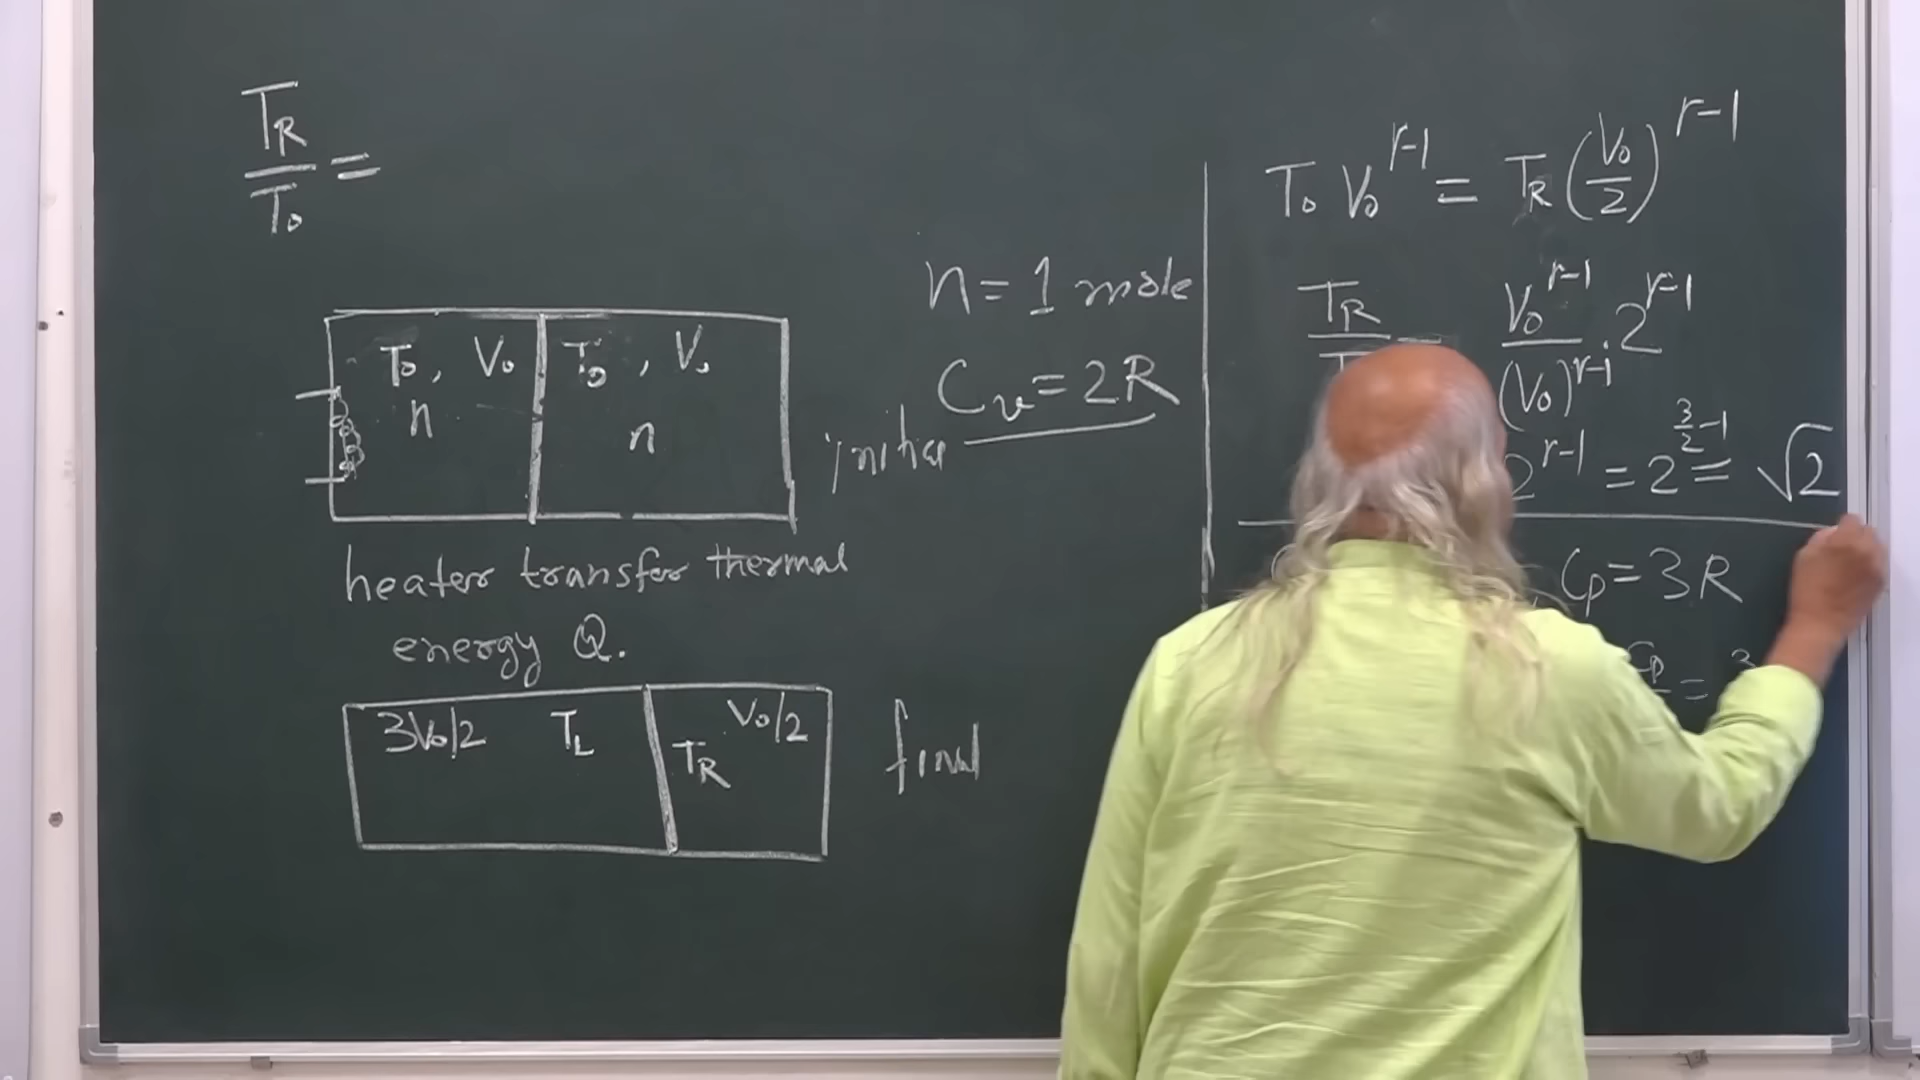 T_R/T_0 =
T_0, V_0
n
T_0, V_0
n
initial
heater transfer thermal
energy Q.
3V_0/2 T_L
T_R V_0/2
final
n = 1 mole
C_v = 2R
T_0 V_0^{r-1} = T_R (V_0/2)^{r-1}
T_R/T = V_0^{r-1}/(V_0)^{r-1} . 2^{r-1}
2^{r-1} = 2^{3/2-1} = √2
C_p = 3R
C_p = 3